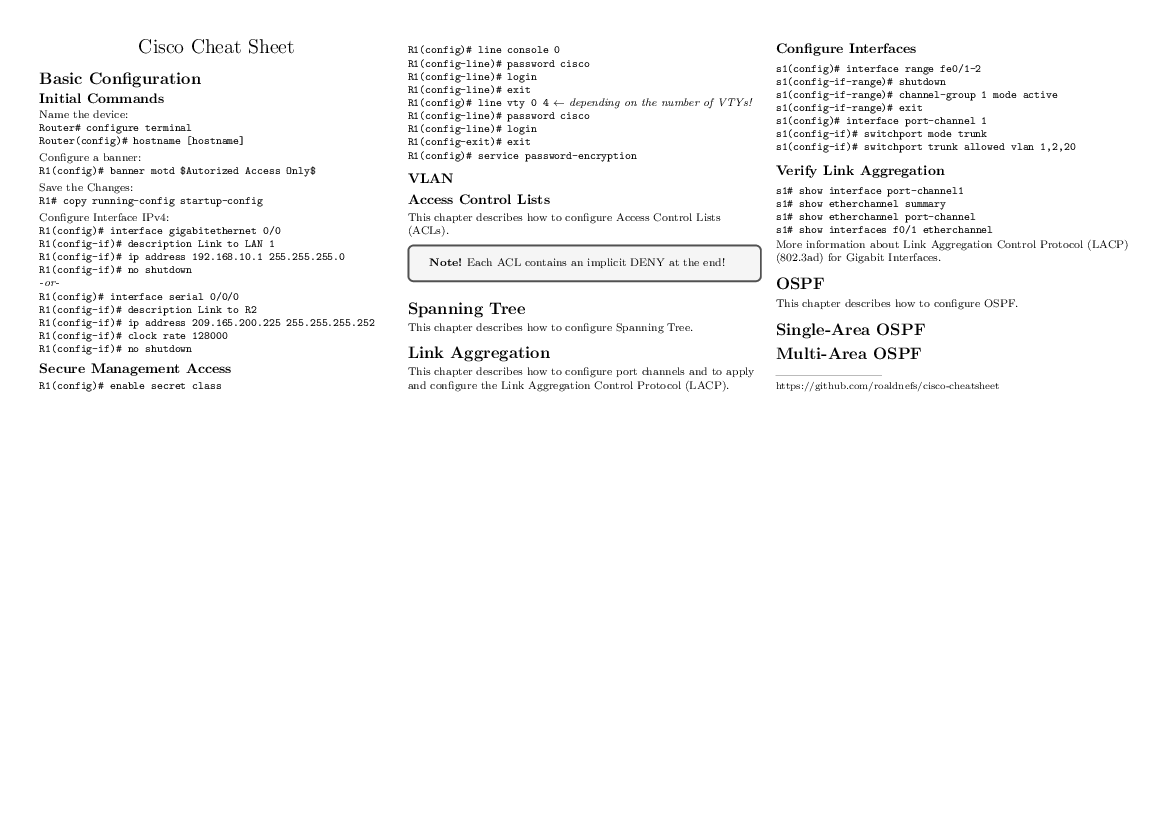 Cisco Cheat Sheet
Basic Configuration
Initial Commands
Name the device:
Router# configure terminal
Router(config)# hostname [hostname]
Configure a banner:
R1(config)# banner motd $Autorized Access Only$
Save the Changes:
R1# copy running-config startup-config
Configure Interface IPv4:
R1(config)# interface gigabitethernet 0/0
R1(config-if)# description Link to LAN 1
R1(config-if)# ip address 192.168.10.1 255.255.255.0
R1(config-if)# no shutdown
-or-
R1(config)# interface serial 0/0/0
R1(config-if)# description Link to R2
R1(config-if)# ip address 209.165.200.225 255.255.255.252
R1(config-if)# clock rate 128000
R1(config-if)# no shutdown
Secure Management Access
R1(config)# enable secret class
R1(config)# line console 0
R1(config-line)# password cisco
R1(config-line)# login
R1(config-line)# exit
R1(config)# line vty 0 4 ← depending on the number of VTYs!
R1(config-line)# password cisco
R1(config-line)# login
R1(config-exit)# exit
R1(config)# service password-encryption
VLAN
Access Control Lists
This chapter describes how to configure Access Control Lists
(ACLs).
Note! Each ACL contains an implicit DENY at the end!
Spanning Tree
This chapter describes how to configure Spanning Tree.
Link Aggregation
This chapter describes how to configure port channels and to apply
and configure the Link Aggregation Control Protocol (LACP).
Configure Interfaces
s1(config)# interface range fe0/1-2
s1(config-if-range)# shutdown
s1(config-if-range)# channel-group 1 mode active
s1(config-if-range)# exit
s1(config)# interface port-channel 1
s1(config-if)# switchport mode trunk
s1(config-if)# switchport trunk allowed vlan 1,2,20
Verify Link Aggregation
s1# show interface port-channel1
s1# show etherchannel summary
s1# show etherchannel port-channel
s1# show interfaces f0/1 etherchannel
More information about Link Aggregation Control Protocol (LACP)
(802.3ad) for Gigabit Interfaces.
OSPF
This chapter describes how to configure OSPF.
Single-Area OSPF
Multi-Area OSPF
https://github.com/roaldnefs/cisco-cheatsheet